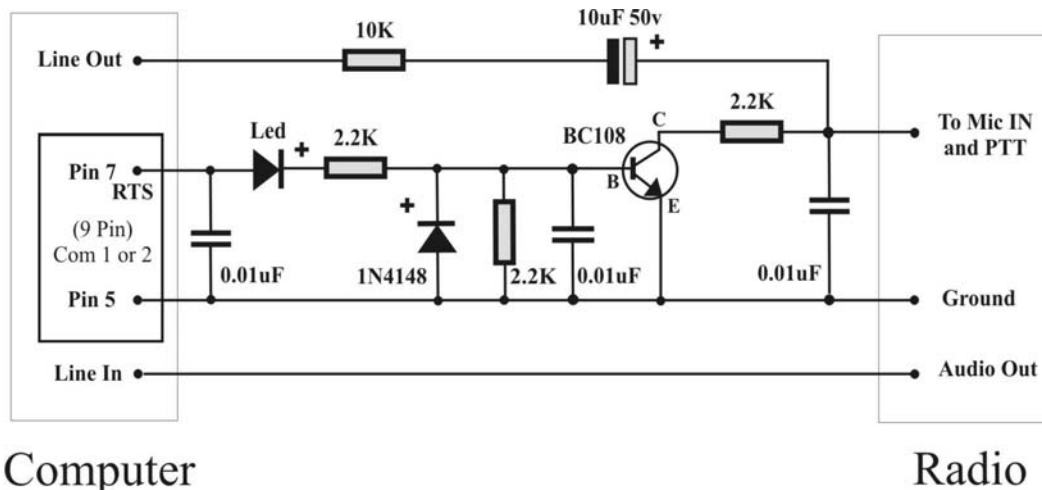 10uF 50v
+
10K
Line Out
2.2K
Led
+
2.2K
BC108
C
To Mic IN
and PTT
Pin 7
RTS
B
E
(9 Pin)
Com 1 or 2
+
0.01uF
1N4148
2.2K
0.01uF
0.01uF
Pin 5
Ground
Line In
Audio Out
Computer
Radio